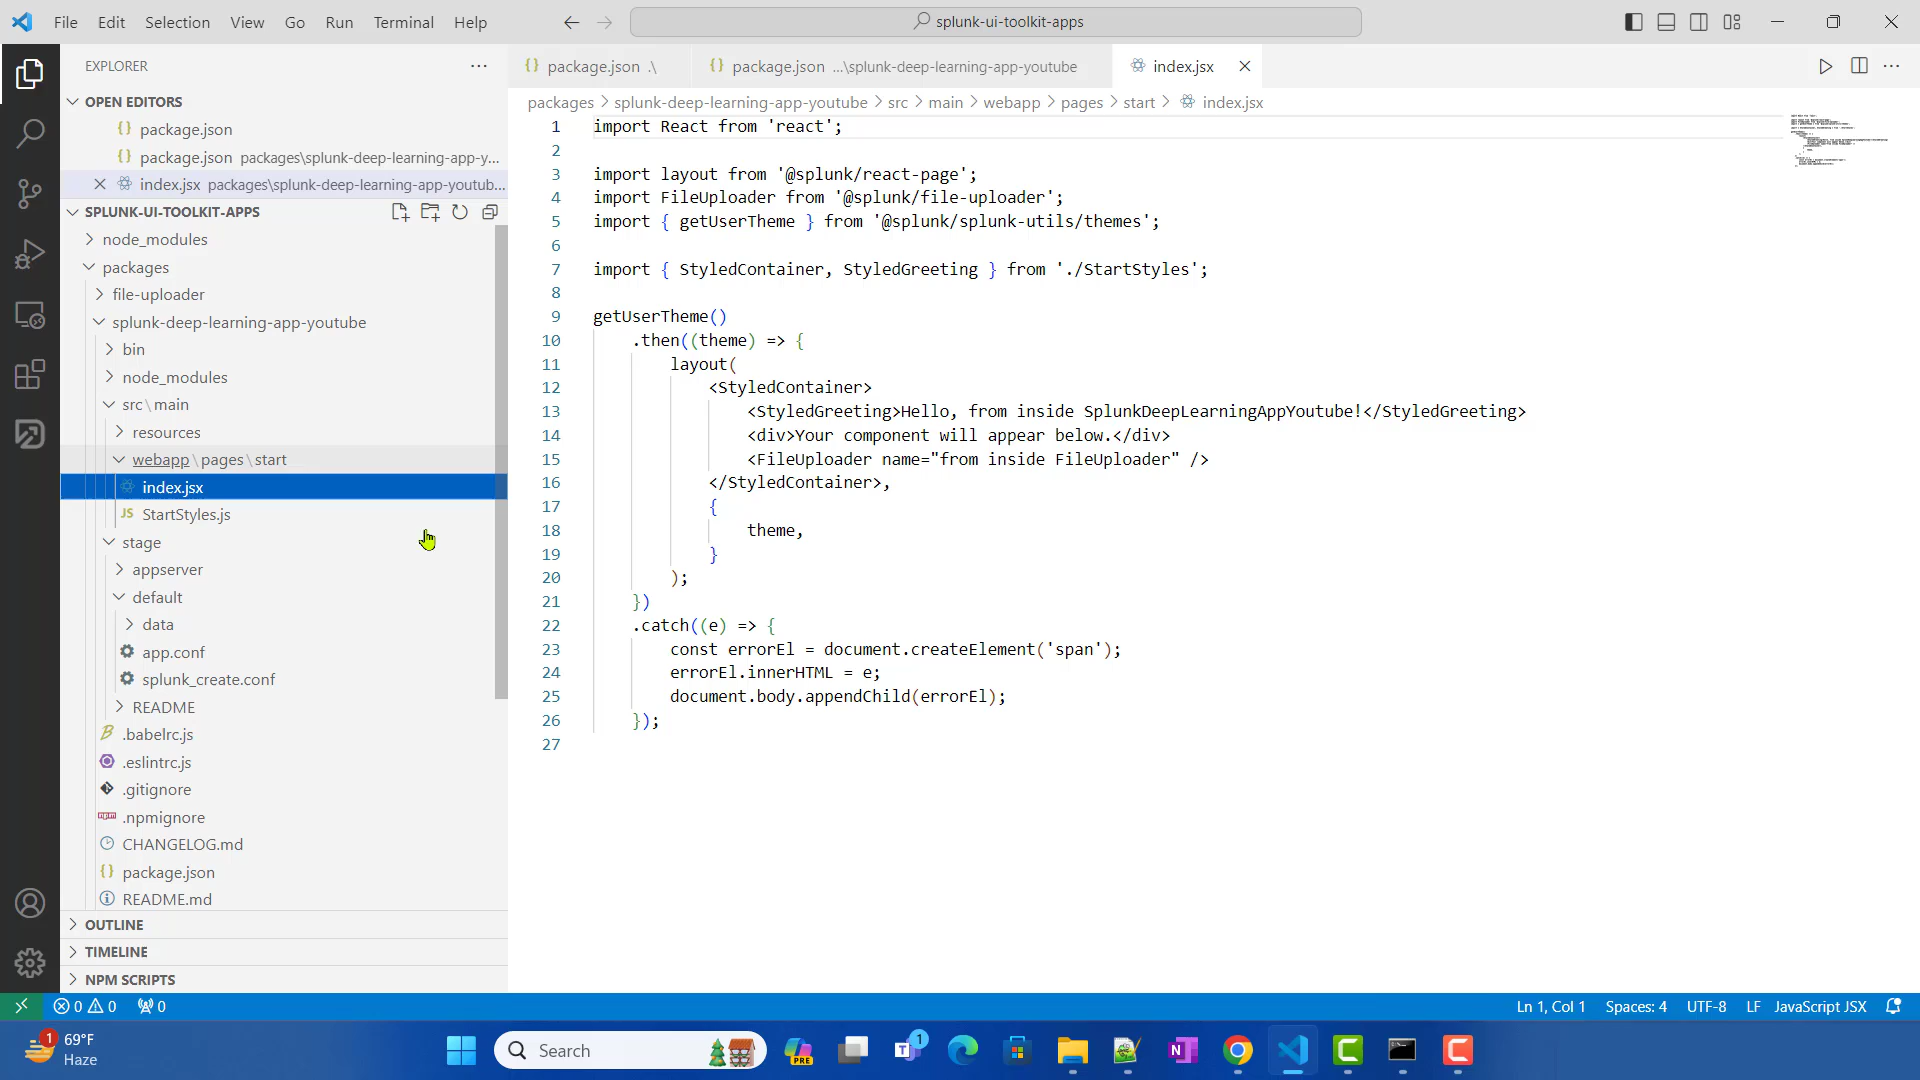 File Edit Selection View Go Run Terminal Help
splunk-ui-toolkit-apps
EXPLORER
OPEN EDITORS
package.json
package.json packages\splunk-deep-learning-app-y...
index.jsx packages\splunk-deep-learning-app-youtub...
SPLUNK-UI-TOOLKIT-APPS
node_modules
packages
file-uploader
splunk-deep-learning-app-youtube
bin
node_modules
src\main
resources
webapp\pages\start
index.jsx
JS StartStyles.js
stage
appserver
default
data
app.conf
splunk_create.conf
README
.babelrc.js
.eslintrc.js
.gitignore
.npmignore
CHANGELOG.md
package.json
README.md
OUTLINE
TIMELINE
NPM SCRIPTS
package.json .\
package.json ...\splunk-deep-learning-app-youtube
index.jsx
packages > splunk-deep-learning-app-youtube > src > main > webapp > pages > start > index.jsx
1 import React from 'react';
2
3 import layout from '@splunk/react-page';
4 import FileUploader from '@splunk/file-uploader';
5 import { getUserTheme } from '@splunk/splunk-utils/themes';
6
7 import { StyledContainer, StyledGreeting } from './StartStyles';
8
9 getUserTheme()
10 .then((theme) => {
11 layout(
12 <StyledContainer>
13 <StyledGreeting>Hello, from inside SplunkDeepLearningAppYoutube!</StyledGreeting>
14 <div>Your component will appear below.</div>
15 <FileUploader name="from inside FileUploader" />
16 </StyledContainer>,
17 {
18 theme,
19 }
20 );
21 })
22 .catch((e) => {
23 const errorEl = document.createElement('span');
24 errorEl.innerHTML = e;
25 document.body.appendChild(errorEl);
26 });
27
0 0 0
Ln 1, Col 1 Spaces: 4 UTF-8 LF JavaScript JSX
1
69°F
Haze
Search
PRE
1